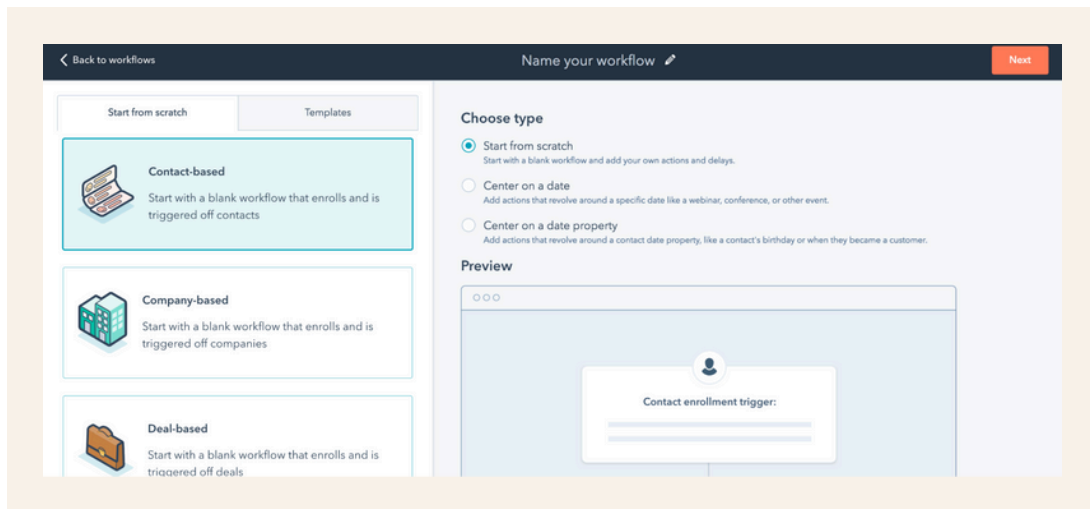 Back to workflows
Name your workflow
Next
Start from scratch
Templates
Contact-based
Start with a blank workflow that enrolls and is
triggered off contacts
Company-based
Start with a blank workflow that enrolls and is
triggered off companies
Deal-based
Start with a blank workflow that enrolls and is
triggered off deals
Choose type
Start from scratch
Start with a blank workflow and add your own actions and delays.
Center on a date
Add actions that revolve around a specific date like a webinar, conference, or other event.
Center on a date property
Add actions that revolve around a contact date property, like a contact's birthday or when they became a customer.
Preview
Contact enrollment trigger: